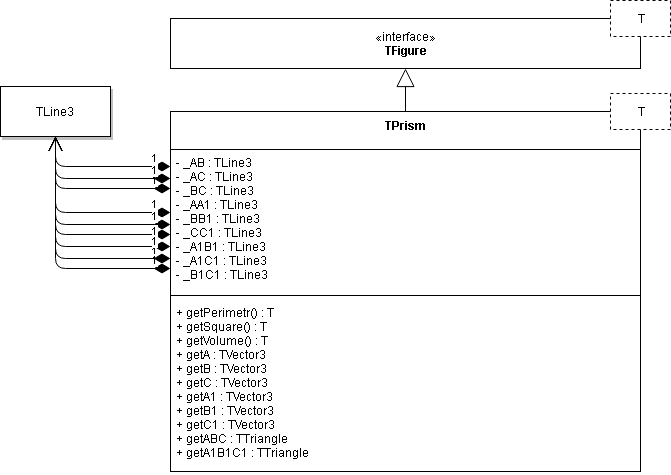 T
«interface»
TFigure
TLine3
T
TPrism
1
1
1
1
1
1
1
1
- _AB : TLine3
- _AC : TLine3
- _BC : TLine3
- _AA1 : TLine3
- _BB1 : TLine3
- _CC1 : TLine3
- _A1B1 : TLine3
- _A1C1 : TLine3
- _B1C1 : TLine3
+ getPerimetr() : T
+ getSquare() : T
+ getVolume() : T
+ getA : TVector3
+ getB : TVector3
+ getC : TVector3
+ getA1 : TVector3
+ getB1 : TVector3
+ getC1 : TVector3
+ getABC : TTriangle
+ getA1B1C1 : TTriangle